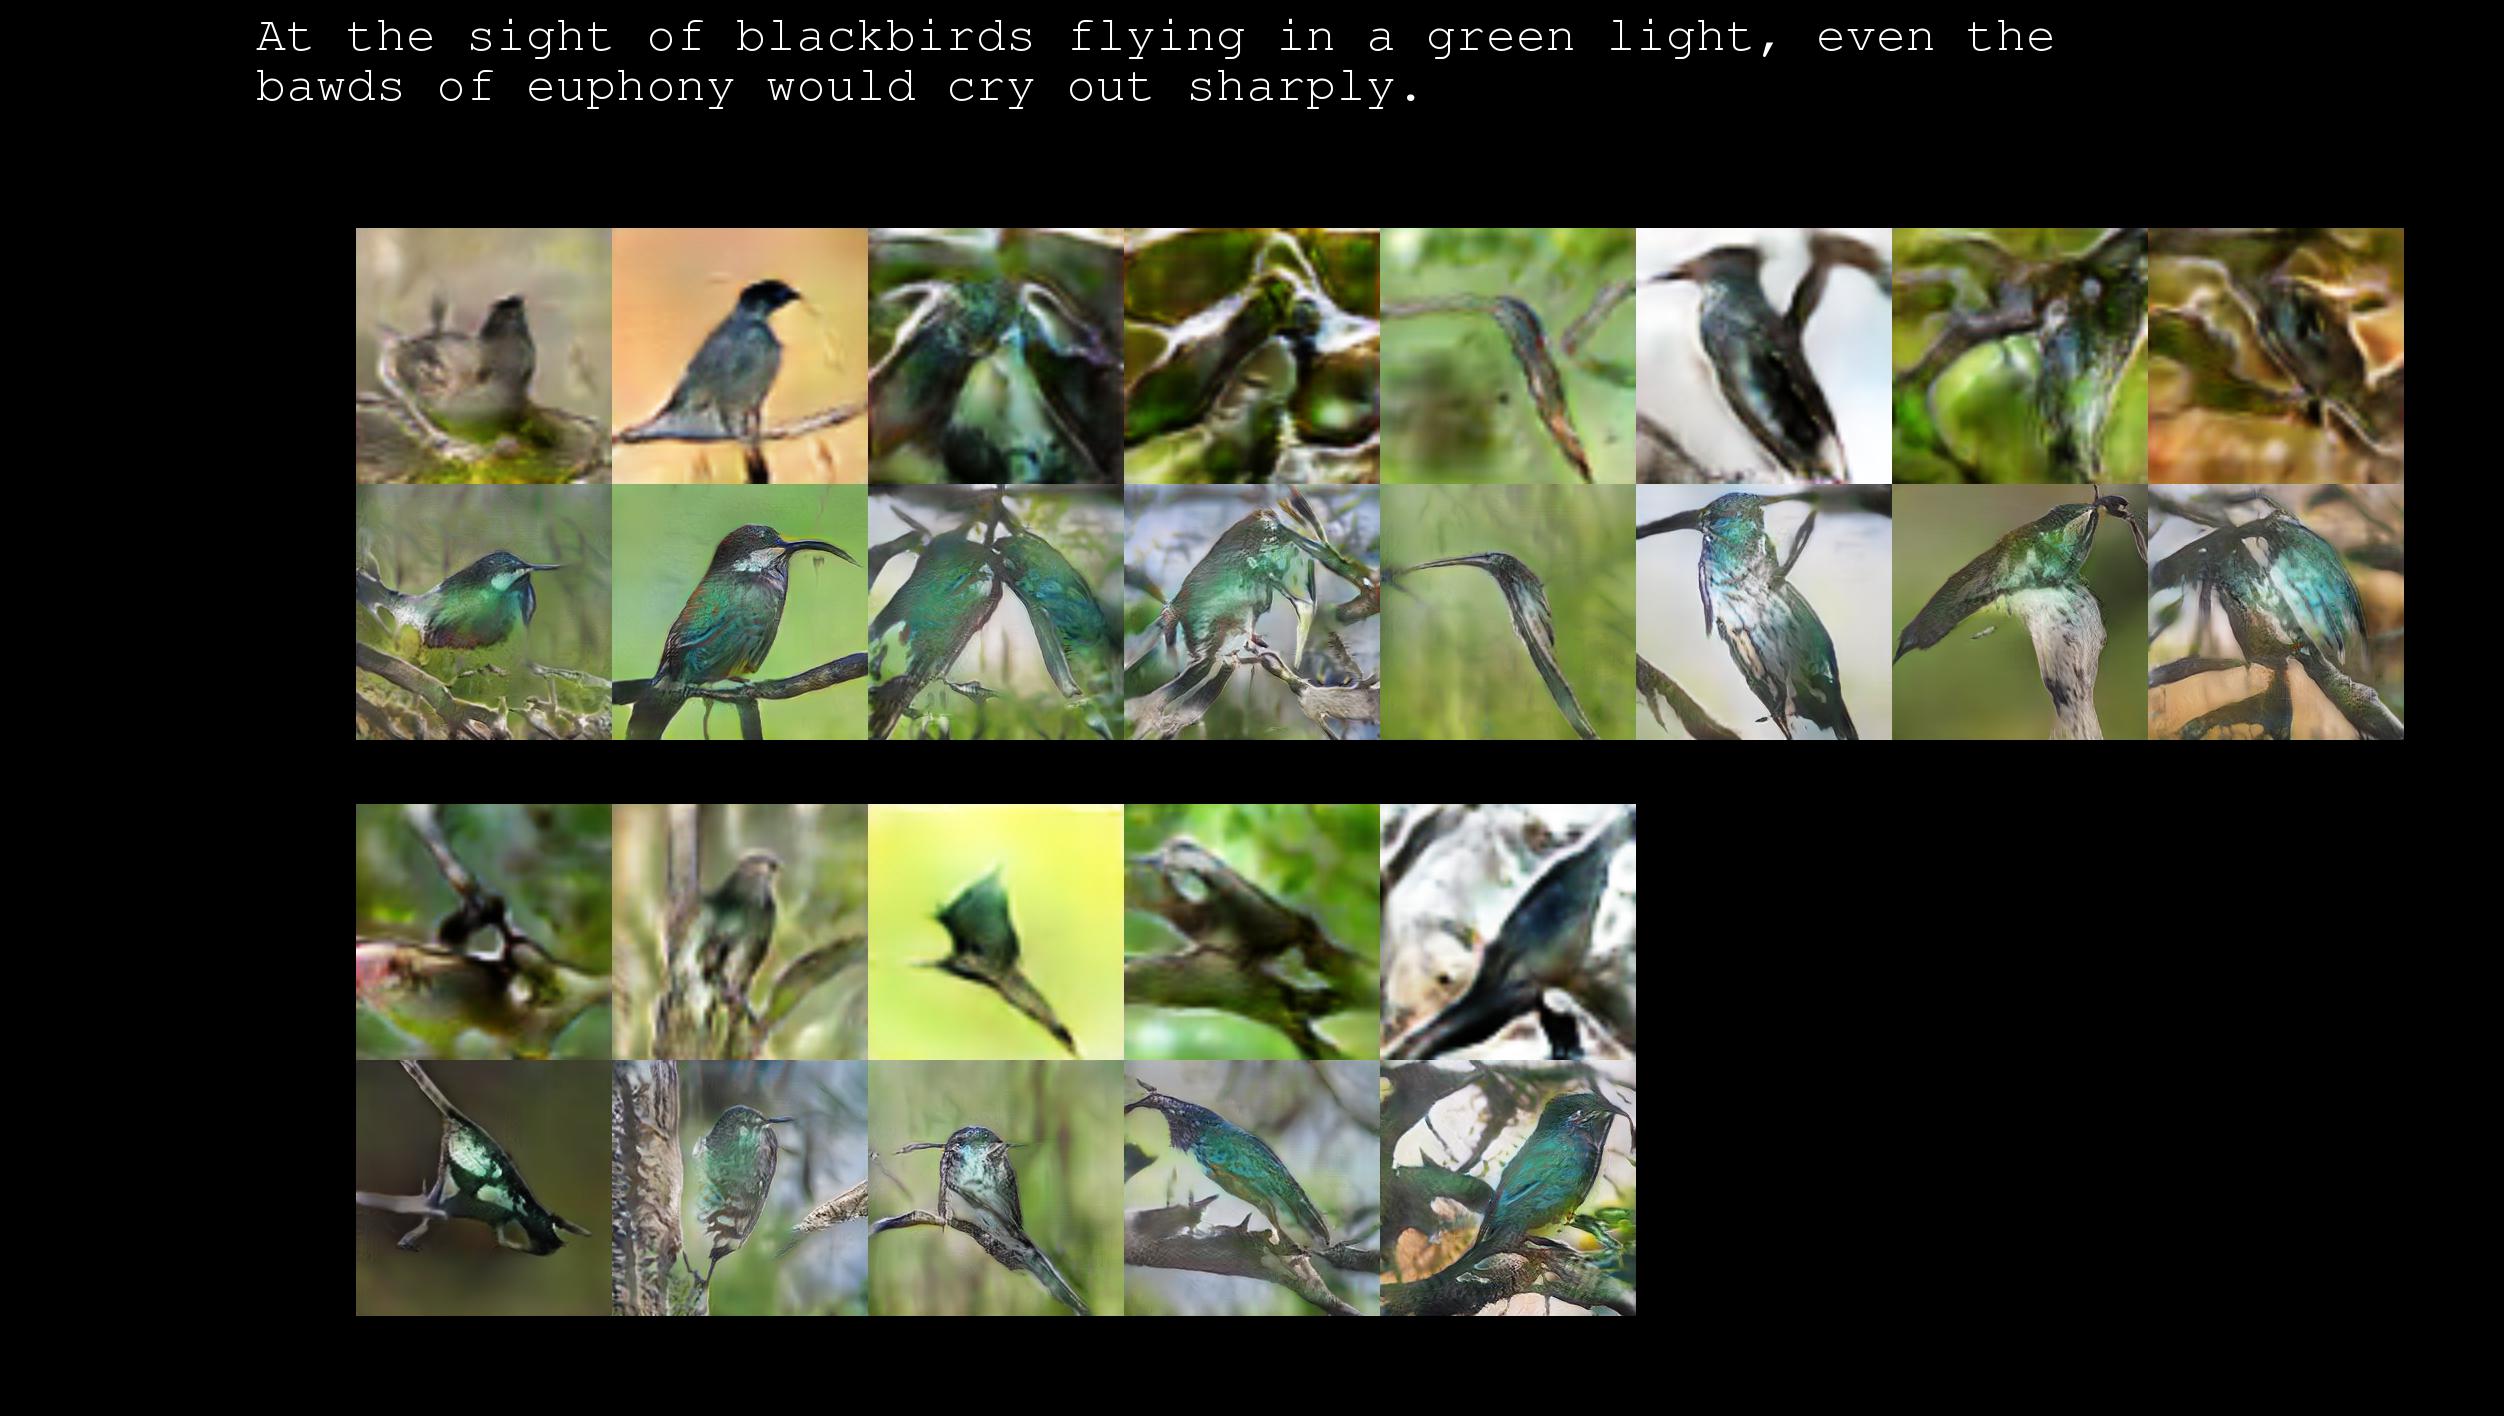 At the sight of blackbirds flying in a green light, even the
bawds of euphony would cry out sharply.